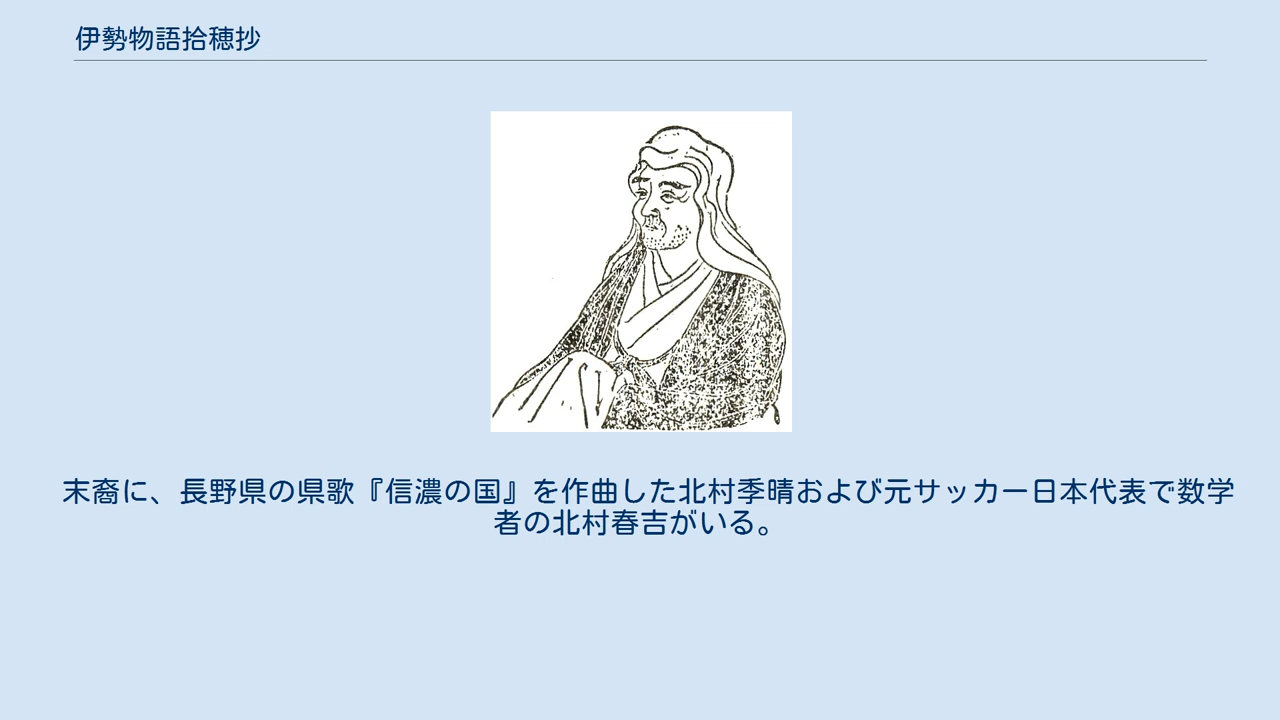 伊勢物語拾穂抄
末裔に、長野県の県歌『信濃の国』を作曲した北村季晴および元サッカー日本代表で数学
者の北村春吉がいる。